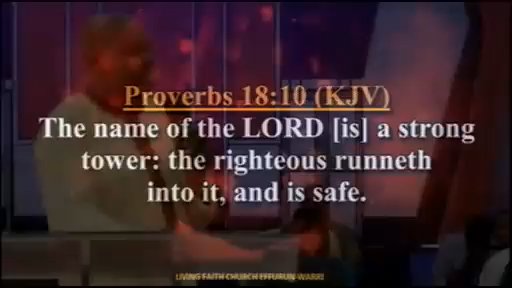 Proverbs 18:10 (KJV)
The name of the LORD [is] a strong
tower: the righteous runneth
into it, and is safe.
LIVING FAITH CHURCH EFFURUN-WARRI